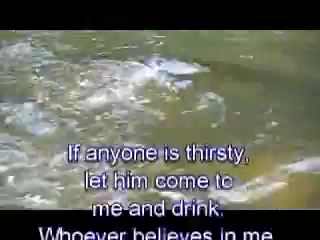 If anyone is thirsty,
let him come to
me and drink.
Whoever believes in me